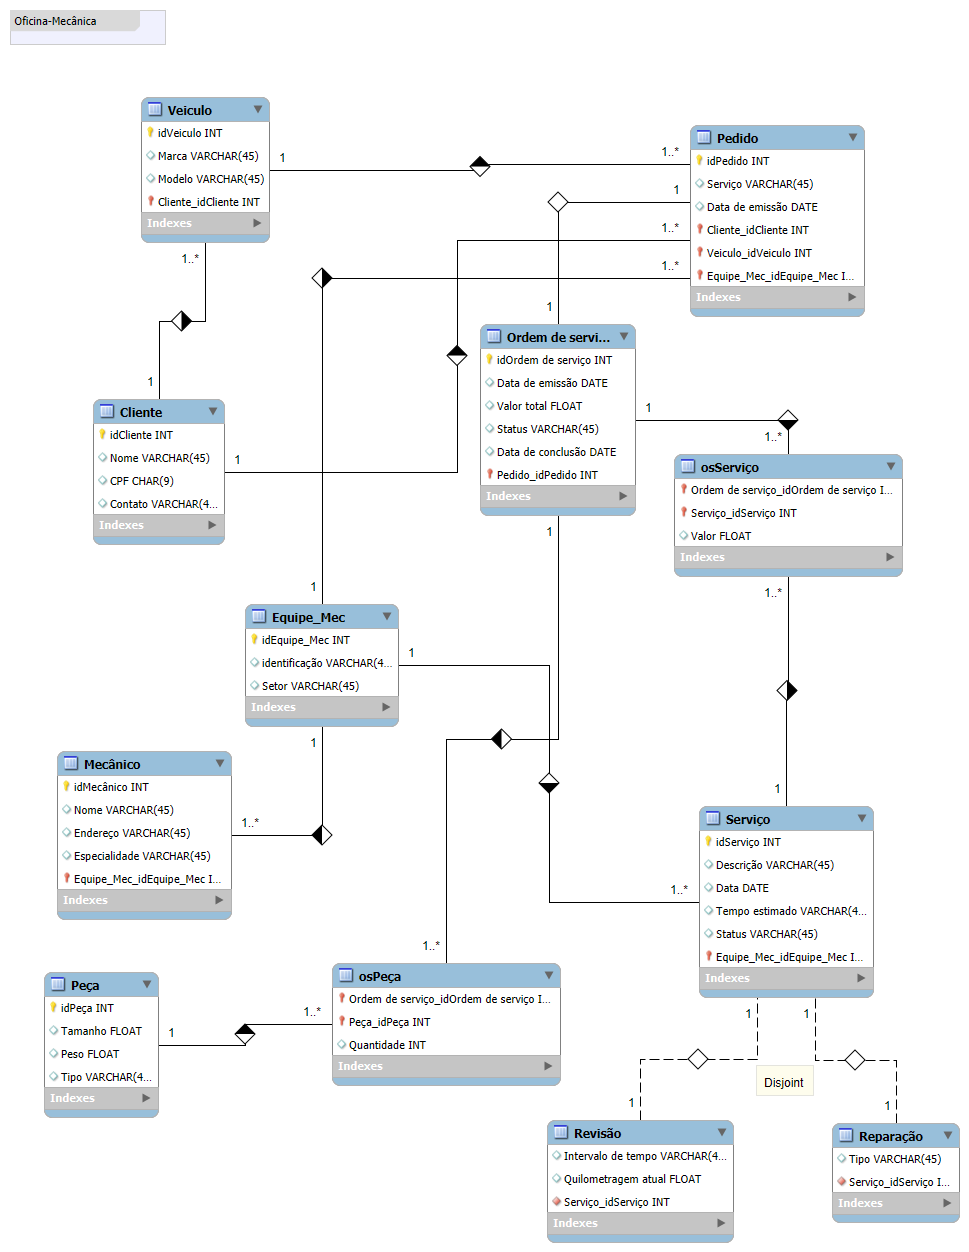 Oficina-Mecânica
Veiculo
idVeiculo INT
Marca VARCHAR(45)
Modelo VARCHAR(45)
Cliente_idCliente INT
Indexes
1
1..*
Pedido
idPedido INT
Serviço VARCHAR(45)
Data de emissão DATE
Cliente_idCliente INT
Veiculo_idVeiculo INT
Equipe_Mec_idEquipe_Mec I...
Indexes
1..*
1
1..*
1..*
1
Ordem de servi...
idOrdem de serviço INT
Data de emissão DATE
Valor total FLOAT
Status VARCHAR(45)
Data de conclusão DATE
Pedido_idPedido INT
Indexes
1
1
1
Cliente
idCliente INT
Nome VARCHAR(45)
CPF CHAR(9)
Contato VARCHAR(4...
Indexes
1
1..*
osServiço
Ordem de serviço_idOrdem de serviço I...
Serviço_idServiço INT
Valor FLOAT
Indexes
1..*
1
Equipe_Mec
idEquipe_Mec INT
identificação VARCHAR(4...
Setor VARCHAR(45)
Indexes
1
1
Mecânico
idMecânico INT
Nome VARCHAR(45)
Endereço VARCHAR(45)
Especialidade VARCHAR(45)
Equipe_Mec_idEquipe_Mec I...
Indexes
1..*
1
Serviço
idServiço INT
Descrição VARCHAR(45)
Data DATE
Tempo estimado VARCHAR(4...
Status VARCHAR(45)
Equipe_Mec_idEquipe_Mec I...
Indexes
1..*
1
1
1..*
osPeça
Ordem de serviço_idOrdem de serviço I...
Peça_idPeça INT
Quantidade INT
Indexes
1..*
Peça
idPeça INT
Tamanho FLOAT
Peso FLOAT
Tipo VARCHAR(4...
Indexes
1
Disjoint
1
Revisão
Intervalo de tempo VARCHAR(4...
Quilometragem atual FLOAT
Serviço_idServiço INT
Indexes
1
Reparação
Tipo VARCHAR(45)
Serviço_idServiço I...
Indexes